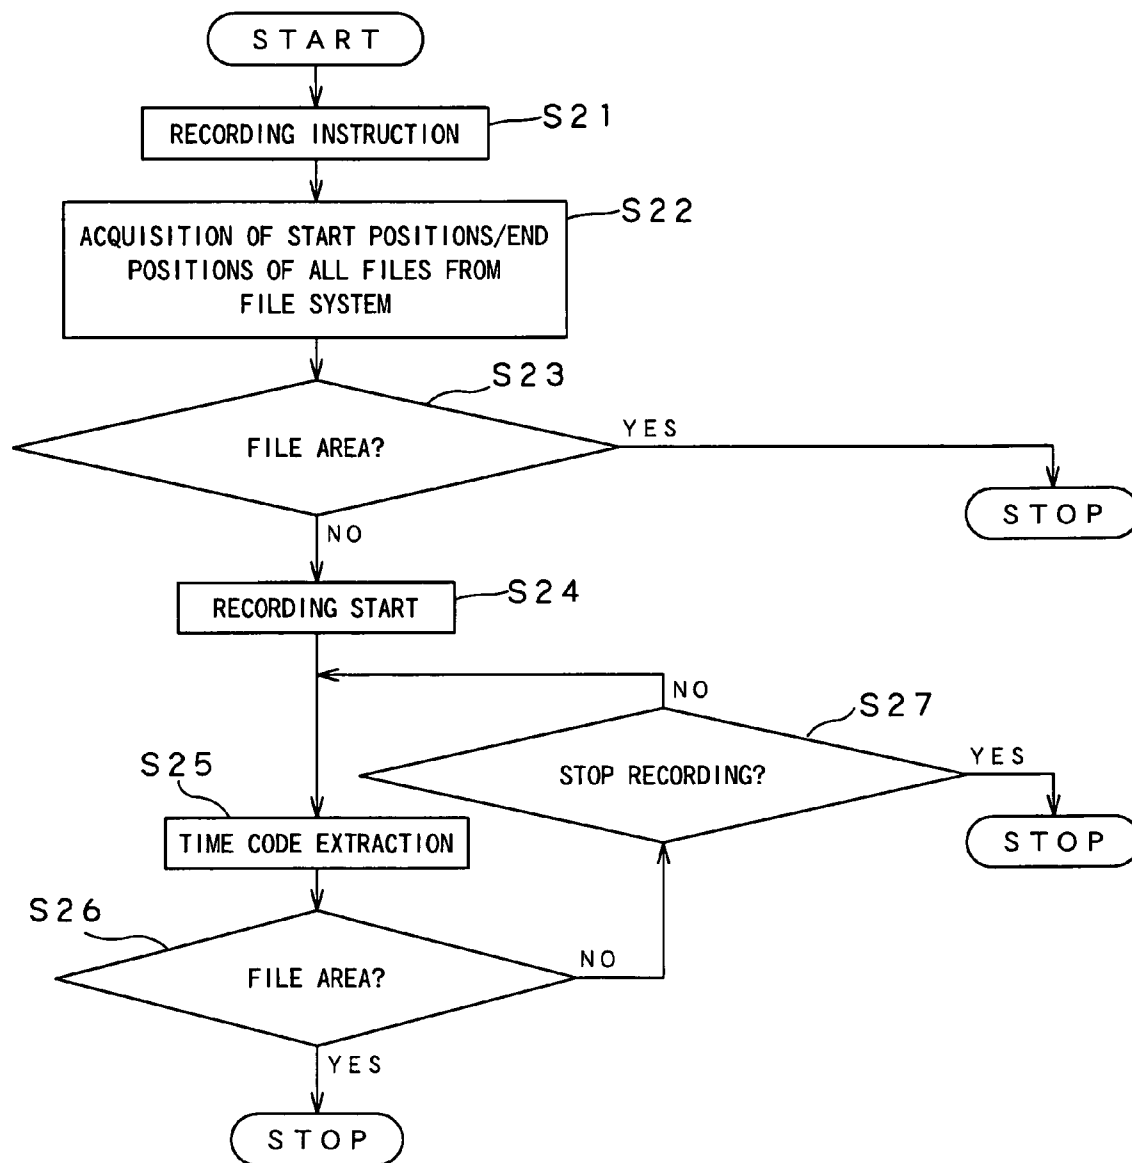 START
RECORDING INSTRUCTION
S21
ACQUISITION OF START POSITIONS/END
POSITIONS OF ALL FILES FROM
FILE SYSTEM
S22
S23
FILE AREA?
YES
STOP
NO
RECORDING START
S24
NO
S27
STOP RECORDING?
YES
STOP
S25
TIME CODE EXTRACTION
S26
FILE AREA?
NO
YES
STOP